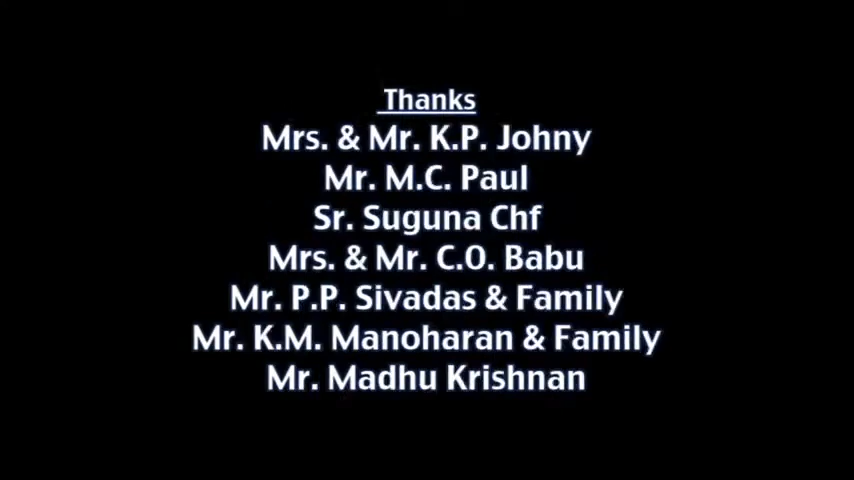 Thanks
Mrs. & Mr. K.P. Johny
Mr. M.C. Paul
Sr. Suguna Chf
Mrs. & Mr. C.O. Babu
Mr. P.P. Sivadas & Family
Mr. K.M. Manoharan & Family
Mr. Madhu Krishnan